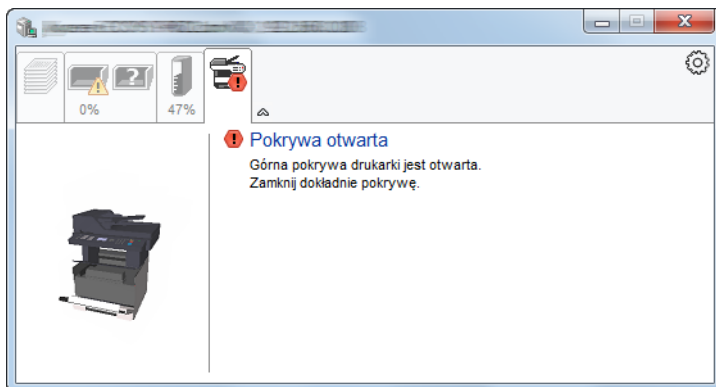 0%
47%
Pokrywa otwarta
Górna pokrywa drukarki jest otwarta.
Zamknij dokładnie pokrywę.